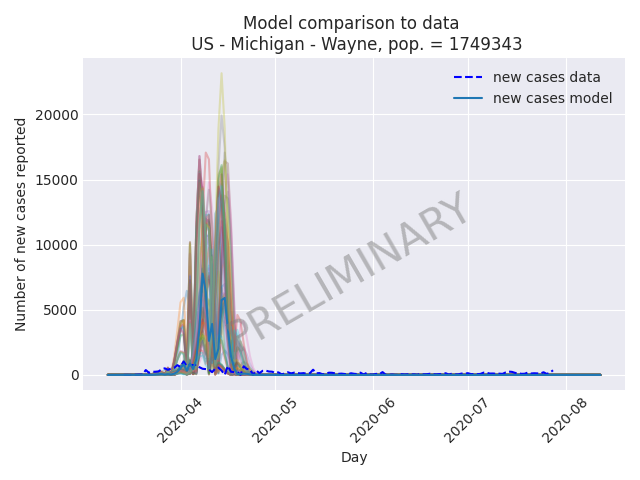 Model comparison to data
US - Michigan - Wayne, pop. = 1749343
new cases data
new cases model
Number of new cases reported
20000
15000
10000
5000
0
PRELIMINARY
2020-04
2020-05
2020-06
2020-07
2020-08
Day